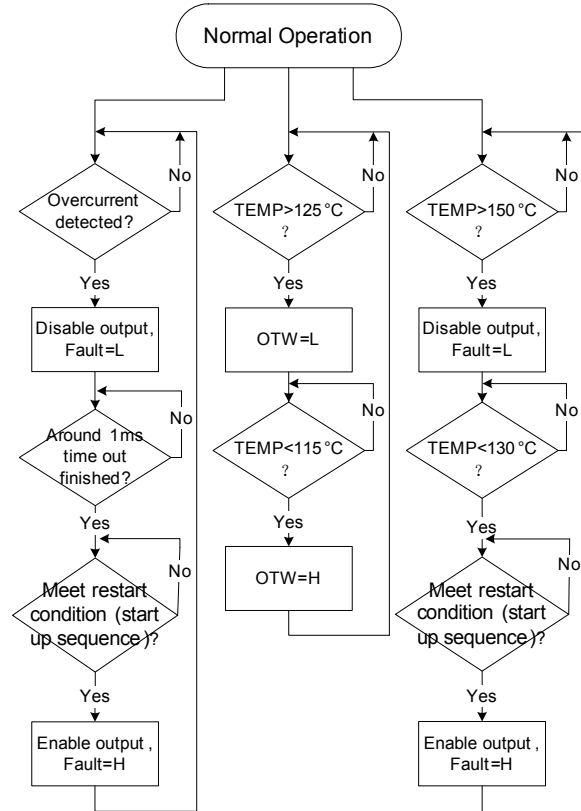 Normal Operation
Overcurrent
detected?
No
Yes
Disable output,
Fault=L
Around 1ms
time out
finished?
No
Yes
Meet restart
condition (start
up sequence)?
No
Yes
Enable output,
Fault=H
TEMP>125°C
?
No
Yes
OTW=L
TEMP<115°C
?
No
Yes
OTW=H
TEMP>150°C
?
No
Yes
Disable output,
Fault=L
TEMP<130°C
?
No
Yes
Meet restart
condition (start
up sequence)?
No
Yes
Enable output,
Fault=H